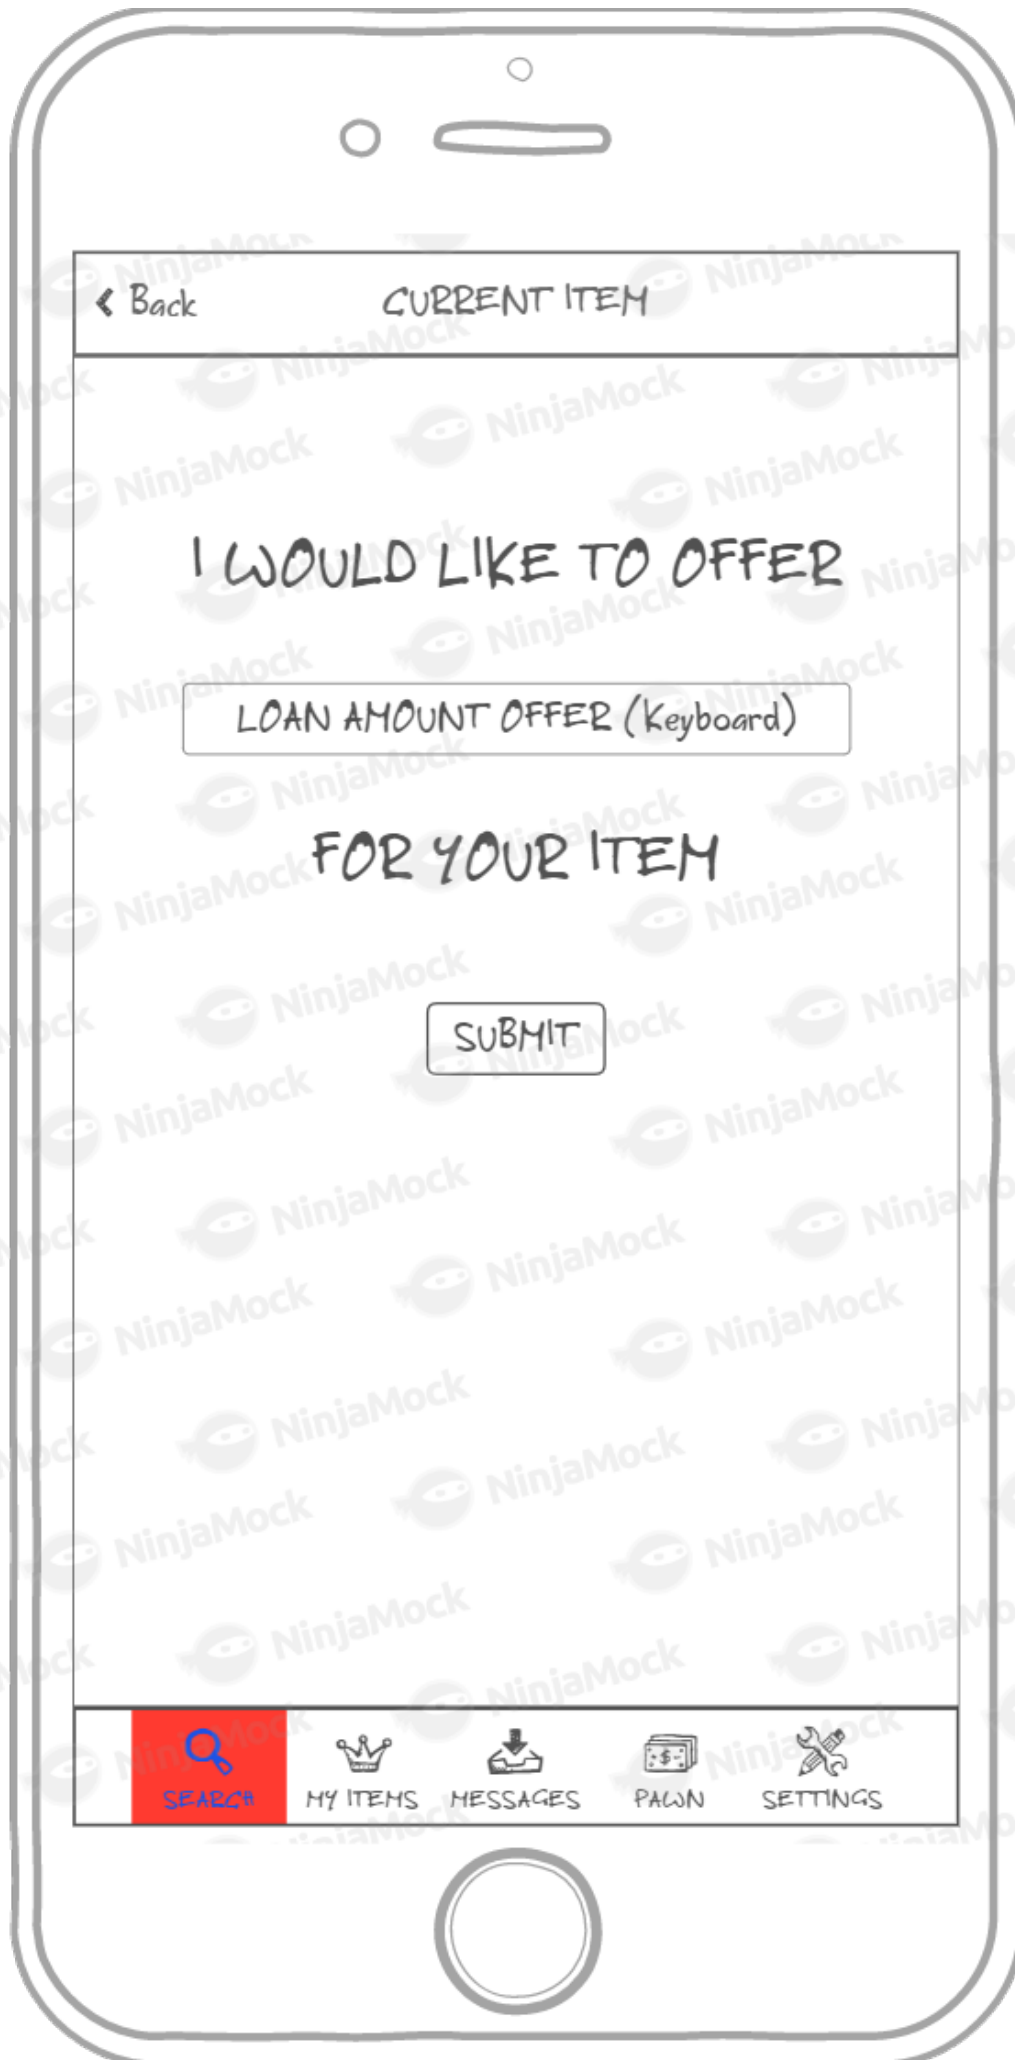 Back
CURRENT ITEM
I WOULD LIKE TO OFFER
LOAN AMOUNT OFFER (Keyboard)
FOR YOUR ITEM
SUBMIT
SEARCH
MY ITEMS
MESSAGES
PAWN
SETTINGS
NinjaMock